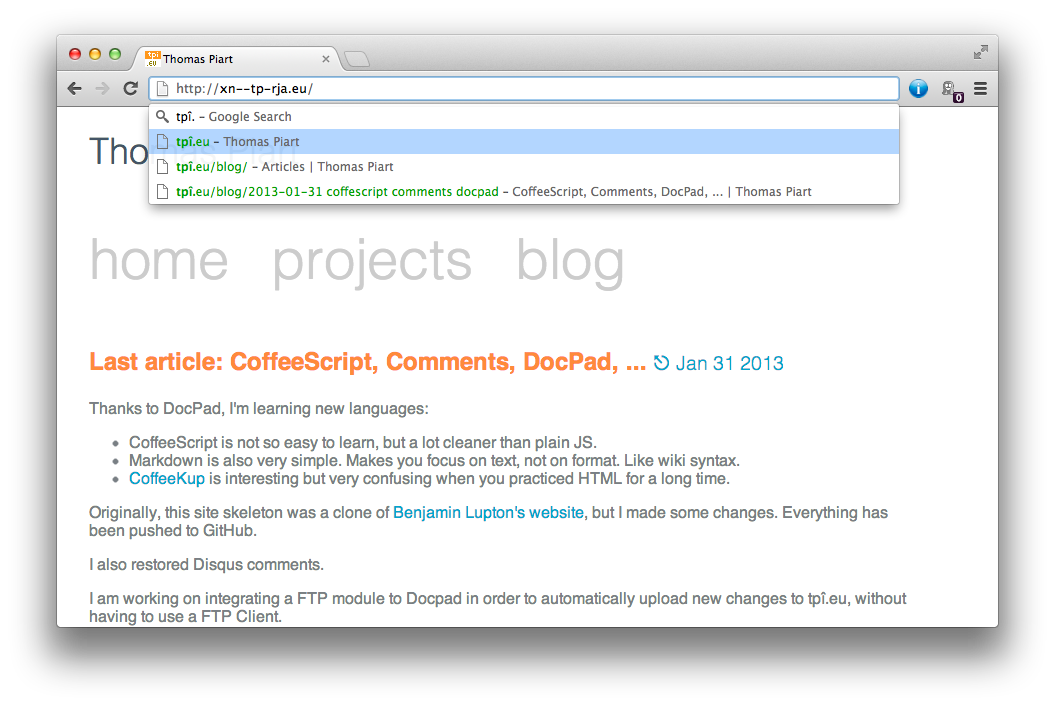 tpî
.EU
Thomas Piart
http://xn--tp-rja.eu/
0
tpî. – Google Search
tpî.eu – Thomas Piart
tpî.eu/blog/ – Articles | Thomas Piart
tpî.eu/blog/2013-01-31 coffescript comments docpad – CoffeeScript, Comments, DocPad, ... | Thomas Piart
Thomas Piart
home projects blog
Last article: CoffeeScript, Comments, DocPad, ... Jan 31 2013
Thanks to DocPad, I'm learning new languages:
• CoffeeScript is not so easy to learn, but a lot cleaner than plain JS.
• Markdown is also very simple. Makes you focus on text, not on format. Like wiki syntax.
• CoffeeKup is interesting but very confusing when you practiced HTML for a long time.
Originally, this site skeleton was a clone of Benjamin Lupton's website, but I made some changes. Everything has
been pushed to GitHub.
I also restored Disqus comments.
I am working on integrating a FTP module to Docpad in order to automatically upload new changes to tpî.eu, without
having to use a FTP Client.